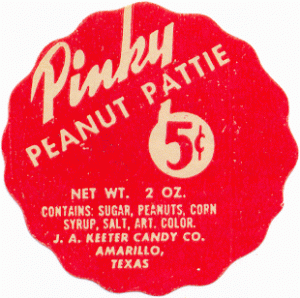 Pinky
PEANUT PATTIE
5¢
NET WT. 2 OZ.
CONTAINS: SUGAR, PEANUTS, CORN
SYRUP, SALT, ART. COLOR.
J. A. KEETER CANDY CO.
AMARILLO,
TEXAS